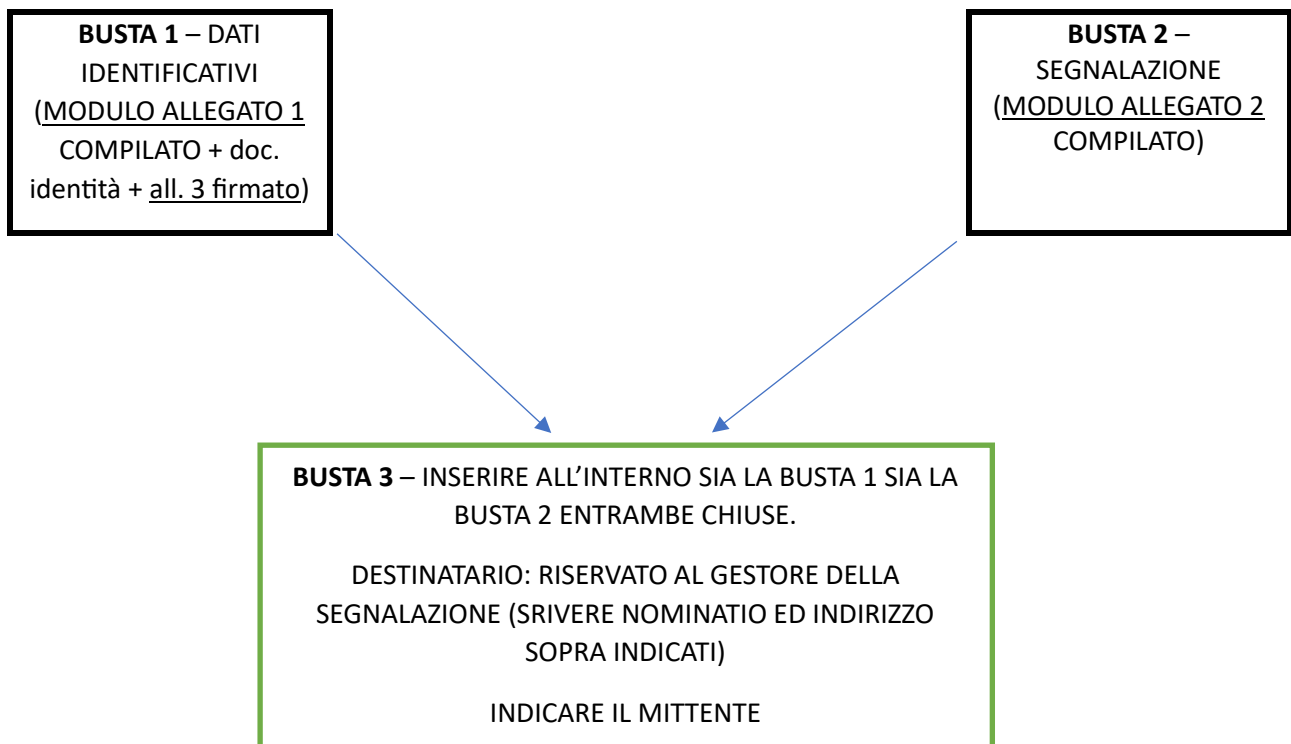 BUSTA 1 – DATI
IDENTIFICATIVI
(MODULO ALLEGATO 1
COMPILATO + doc.
identità + all. 3 firmato)
BUSTA 2 –
SEGNALAZIONE
(MODULO ALLEGATO 2
COMPILATO)
BUSTA 3 – INSERIRE ALL’INTERNO SIA LA BUSTA 1 SIA LA
BUSTA 2 ENTRAMBE CHIUSE.
DESTINATARIO: RISERVATO AL GESTORE DELLA
SEGNALAZIONE (SRIVERE NOMINATIO ED INDIRIZZO
SOPRA INDICATI)
INDICARE IL MITTENTE